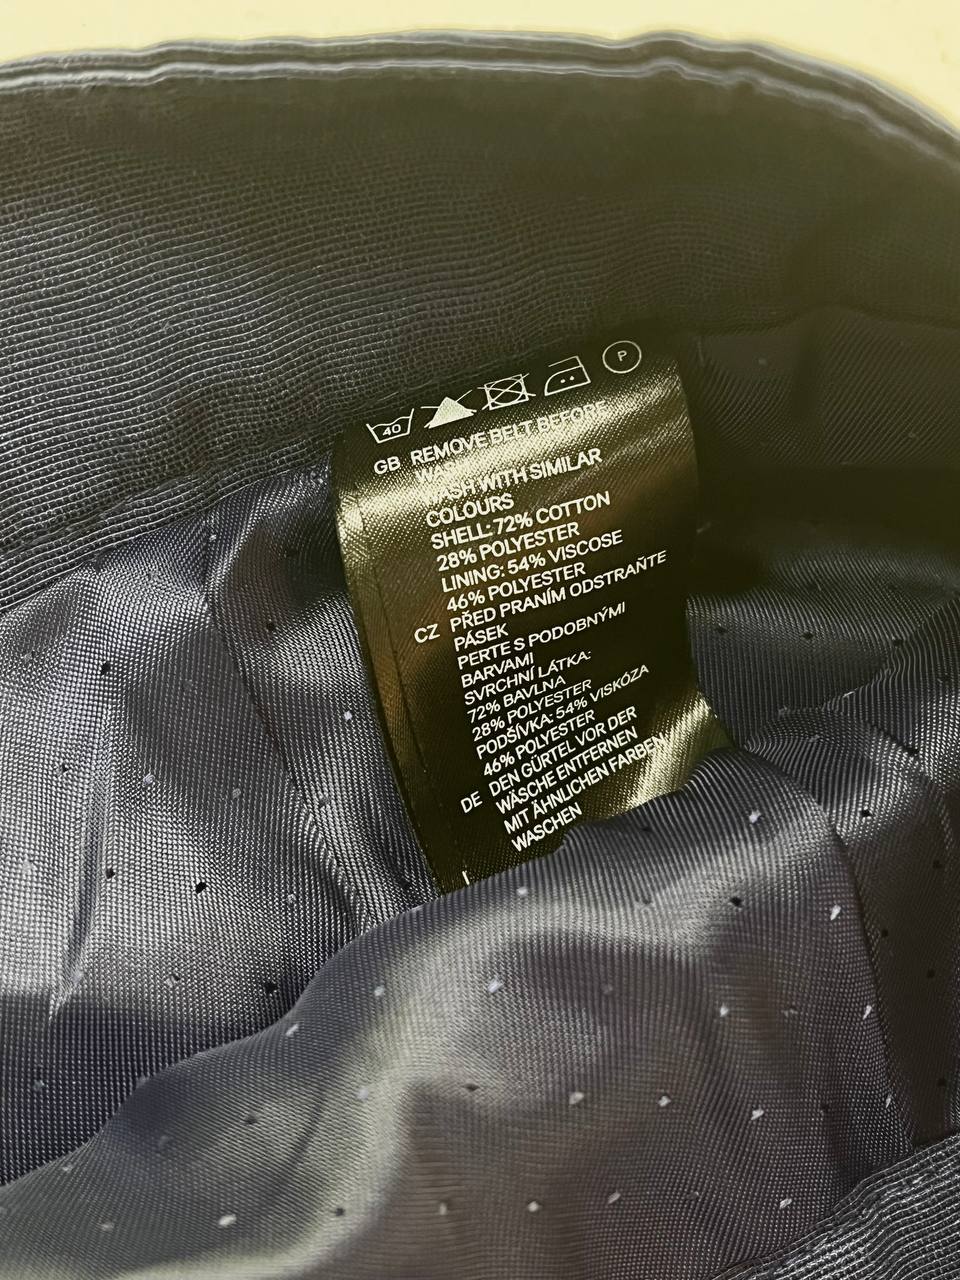 40
P
GB REMOVE BELT BEFORE
WASH WITH SIMILAR
COLOURS
SHELL: 72% COTTON
28% POLYESTER
LINING: 54% VISCOSE
46% POLYESTER
CZ PŘED PRANÍM ODSTRAŇTE
PÁSEK
PERTE S PODOBNÝMI
BARVAMI
SVRCHNÍ LÁTKA:
72% BAVLNA
28% POLYESTER
PODŠÍVKA: 54% VISKÓZA
46% POLYESTER
DE DEN GÜRTEL VOR DER
WÄSCHE ENTFERNEN
MIT ÄHNLICHEN FARBEN
WASCHEN